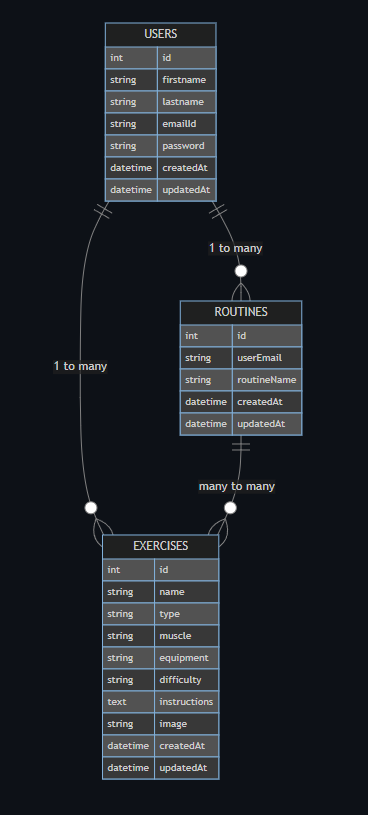 USERS
int id
string firstname
string lastname
string emailId
string password
datetime createdAt
datetime updatedAt
1 to many
ROUTINES
int id
string userEmail
string routineName
datetime createdAt
datetime updatedAt
1 to many
many to many
EXERCISES
int id
string name
string type
string muscle
string equipment
string difficulty
text instructions
string image
datetime createdAt
datetime updatedAt